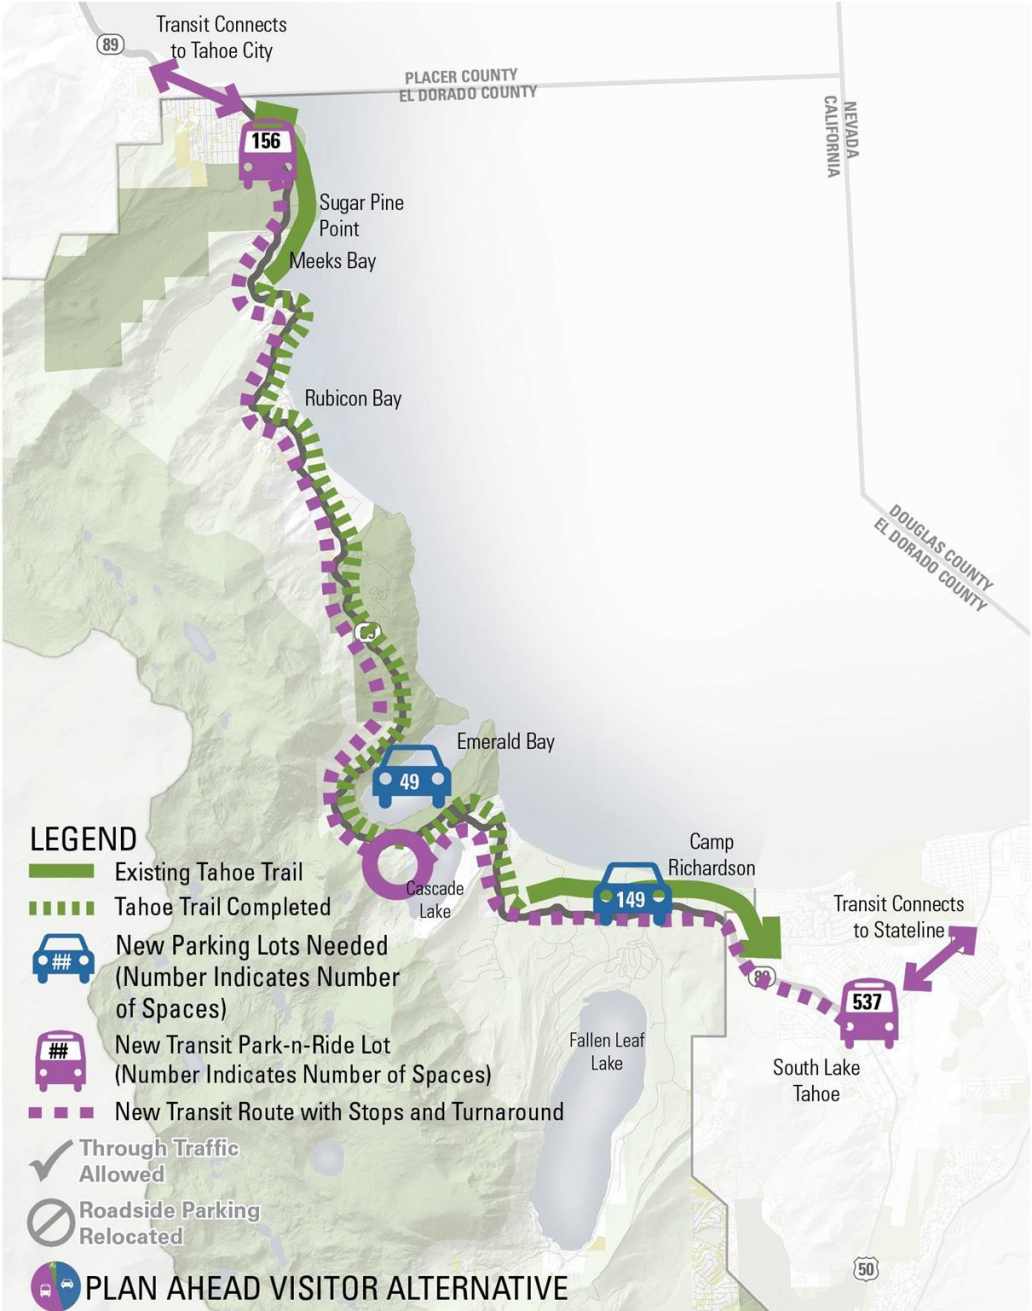 Transit Connects
to Tahoe City
89
PLACER COUNTY
EL DORADO COUNTY
NEVADA
CALIFORNIA
156
Sugar Pine
Point
Meeks Bay
Rubicon Bay
DOUGLAS COUNTY
EL DORADO COUNTY
89
Emerald Bay
49
Camp
Richardson
149
Cascade
Lake
Transit Connects
to Stateline
89
537
South Lake
Tahoe
Fallen Leaf
Lake
50
LEGEND
Existing Tahoe Trail
Tahoe Trail Completed
##
New Parking Lots Needed
(Number Indicates Number
of Spaces)
##
New Transit Park-n-Ride Lot
(Number Indicates Number of Spaces)
New Transit Route with Stops and Turnaround
Through Traffic
Allowed
Roadside Parking
Relocated
PLAN AHEAD VISITOR ALTERNATIVE